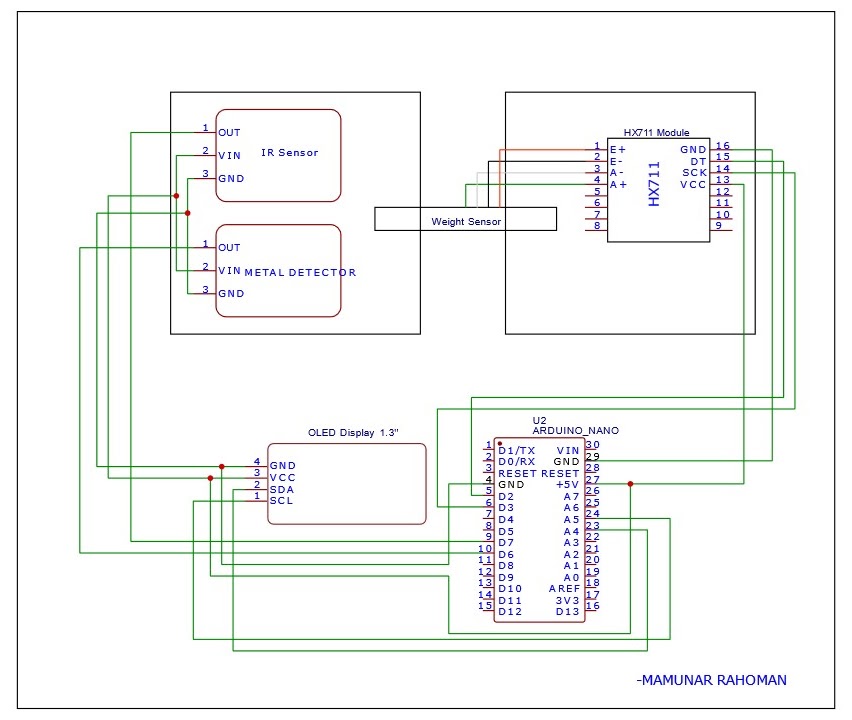 1 OUT
2 VIN
3 GND
IR Sensor
1 OUT
2 VIN
3 GND
METAL DETECTOR
Weight Sensor
HX711 Module
HX711
1 E+
2 E-
3 A-
4 A+
5
6
7
8
GND 16
DT 15
SCK 14
VCC 13
12
11
10
9
OLED Display 1.3"
4 GND
3 VCC
2 SDA
1 SCL
U2
ARDUINO_NANO
1 D1/TX
2 D0/RX
3 RESET
4 GND
5 D2
6 D3
7 D4
8 D5
9 D7
10 D6
11 D8
12 D9
13 D10
14 D11
15 D12
VIN 30
GND 29
RESET 28
+5V 27
A7 26
A6 25
A5 24
A4 23
A3 22
A2 21
A1 20
A0 19
AREF 18
3V3 17
D13 16
-MAMUNAR RAHOMAN